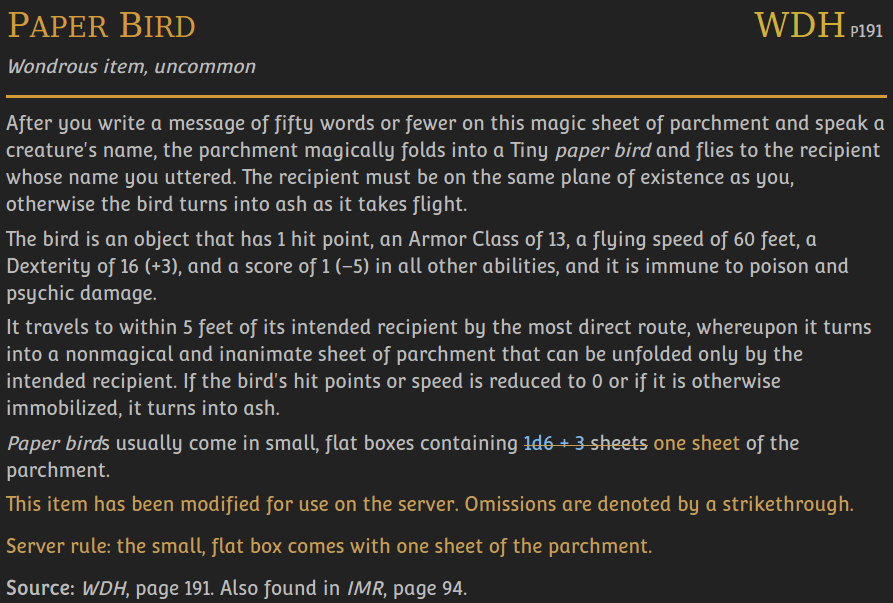 PAPER BIRD WDH P191
Wondrous item, uncommon
After you write a message of fifty words or fewer on this magic sheet of parchment and speak a
creature's name, the parchment magically folds into a Tiny paper bird and flies to the recipient
whose name you uttered. The recipient must be on the same plane of existence as you,
otherwise the bird turns into ash as it takes flight.
The bird is an object that has 1 hit point, an Armor Class of 13, a flying speed of 60 feet, a
Dexterity of 16 (+3), and a score of 1 (−5) in all other abilities, and it is immune to poison and
psychic damage.
It travels to within 5 feet of its intended recipient by the most direct route, whereupon it turns
into a nonmagical and inanimate sheet of parchment that can be unfolded only by the
intended recipient. If the bird's hit points or speed is reduced to 0 or if it is otherwise
immobilized, it turns into ash.
Paper birds usually come in small, flat boxes containing 1d6 + 3 sheets one sheet of the
parchment.
This item has been modified for use on the server. Omissions are denoted by a strikethrough.
Server rule: the small, flat box comes with one sheet of the parchment.
Source: WDH, page 191. Also found in IMR, page 94.